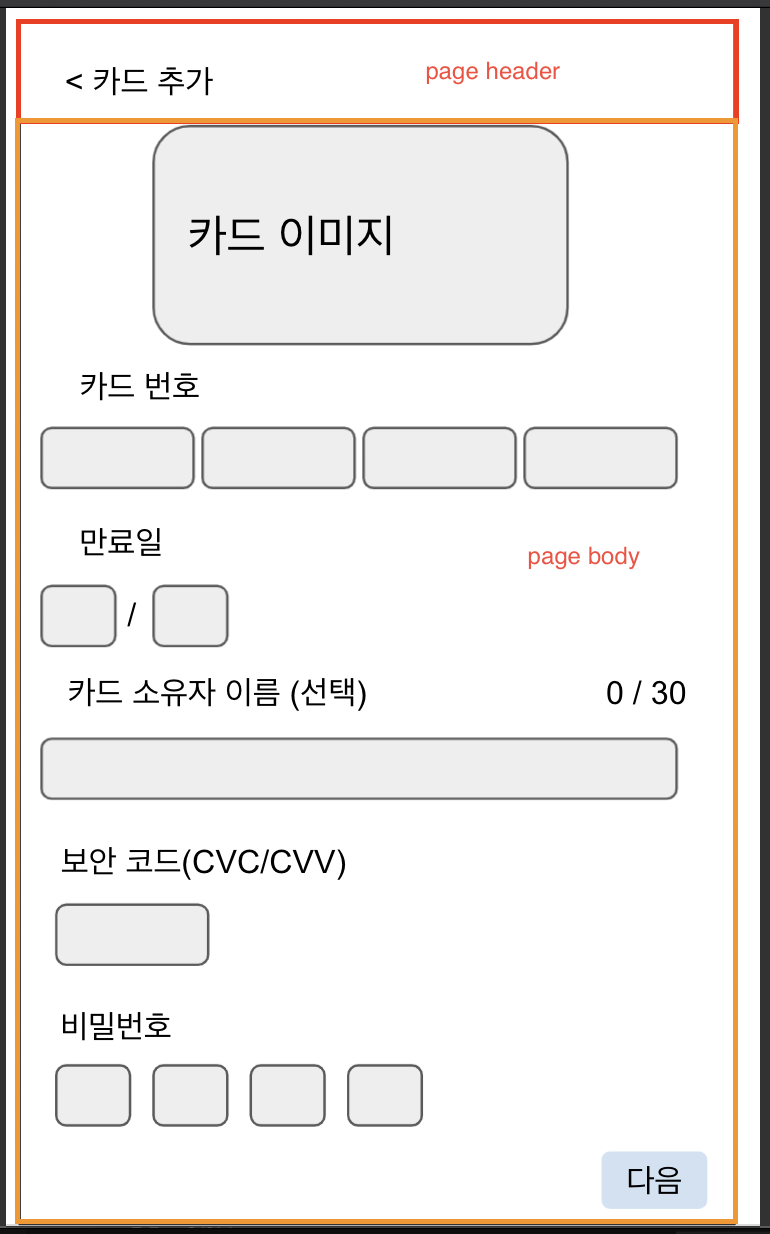 < 카드 추가
page header
카드 이미지
카드 번호
만료일
page body
/
카드 소유자 이름 (선택)
0 / 30
보안 코드(CVC/CVV)
비밀번호
다음